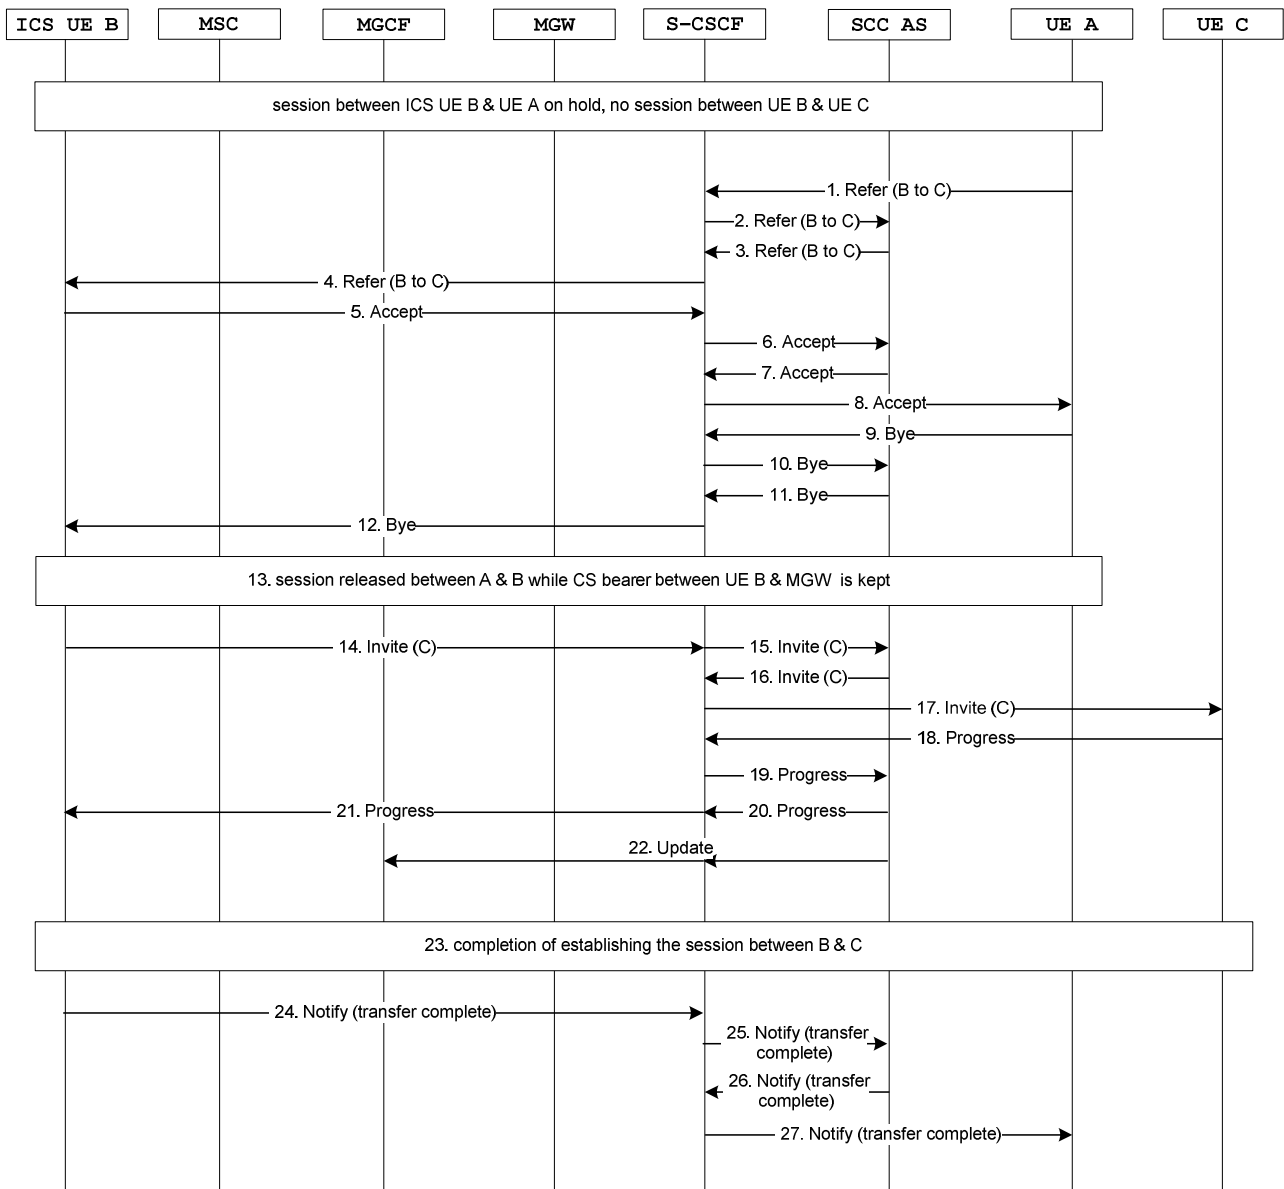 ICS UE B MSC MGCF MGW S-CSCF SCC AS UE A UE C
session between ICS UE B & UE A on hold, no session between UE B & UE C
1. Refer (B to C)
2. Refer (B to C)
3. Refer (B to C)
4. Refer (B to C)
5. Accept
6. Accept
7. Accept
8. Accept
9. Bye
10. Bye
11. Bye
12. Bye
13. session released between A & B while CS bearer between UE B & MGW is kept
14. Invite (C) 15. Invite (C)
16. Invite (C)
17. Invite (C)
18. Progress
19. Progress
21. Progress 20. Progress
22. Update
23. completion of establishing the session between B & C
24. Notify (transfer complete)
25. Notify (transfer
complete)
26. Notify (transfer
complete)
27. Notify (transfer complete)